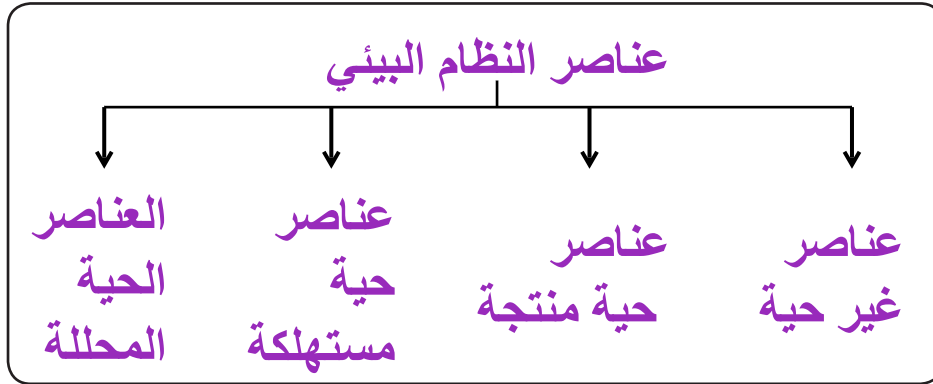 عناصر النظام البيئي
عناصر
غير حية
عناصر
حية منتجة
عناصر
حية
مستهلكة
العناصر
الحية
المحللة